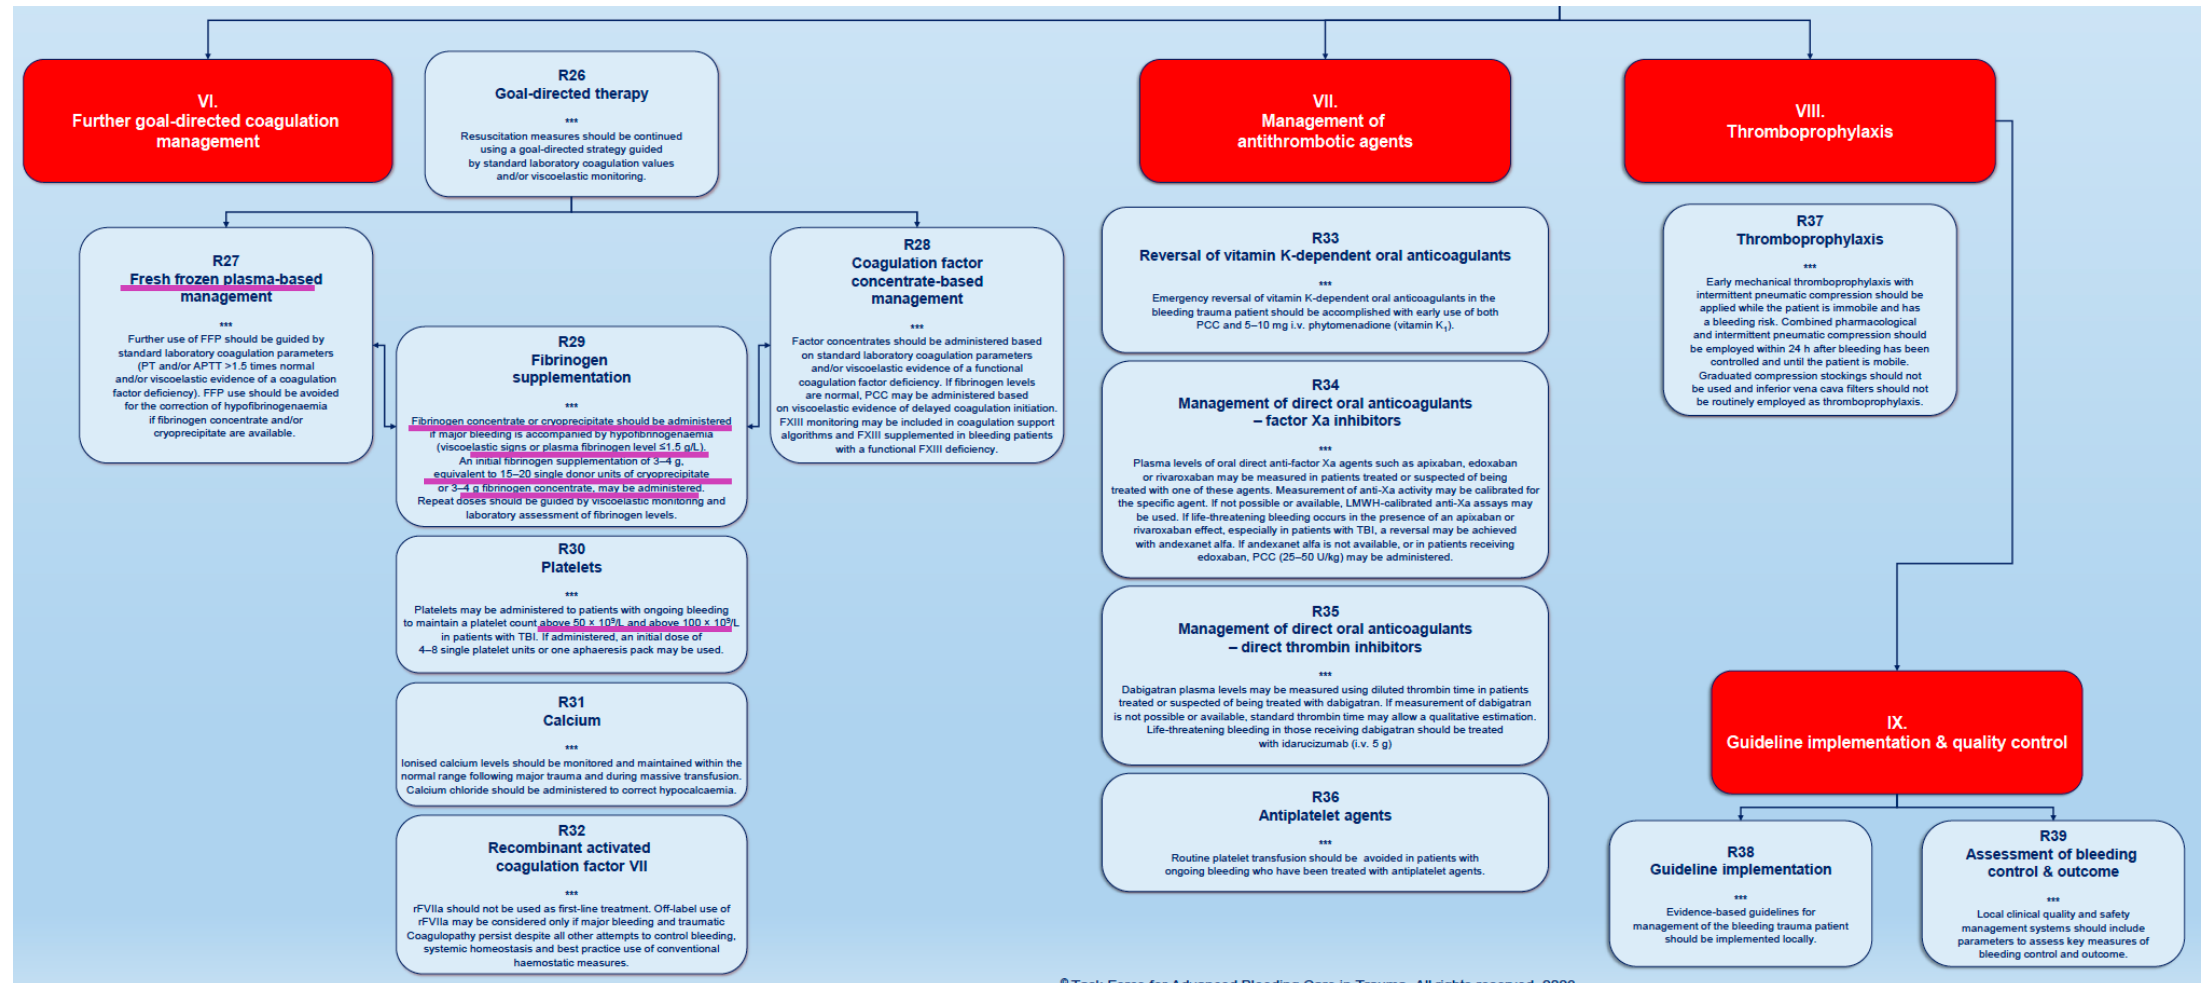 VI.
Further goal-directed coagulation
management
R26
Goal-directed therapy
***
Resuscitation measures should be continued
using a goal-directed strategy guided
by standard laboratory coagulation values
and/or viscoelastic monitoring.
R27
Fresh frozen plasma-based
management
***
Further use of FFP should be guided by
standard laboratory coagulation parameters
(PT and/or APTT >1.5 times normal
and/or viscoelastic evidence of a coagulation
factor deficiency). FFP use should be avoided
for the correction of hypofibrinogenaemia
if fibrinogen concentrate and/or
cryoprecipitate are available.
R28
Coagulation factor
concentrate-based
management
***
Factor concentrates should be administered based
on standard laboratory coagulation parameters
and/or viscoelastic evidence of a functional
coagulation factor deficiency. If fibrinogen levels
are normal, PCC may be administered based
on viscoelastic evidence of delayed coagulation initiation.
FXIII monitoring may be included in coagulation support
algorithms and FXIII supplemented in bleeding patients
with a functional FXIII deficiency.
R29
Fibrinogen
supplementation
***
Fibrinogen concentrate or cryoprecipitate should be administered
if major bleeding is accompanied by hypofibrinogenaemia
(viscoelastic signs or plasma fibrinogen level ≤1.5 g/L).
An initial fibrinogen supplementation of 3–4 g,
equivalent to 15–20 single donor units of cryoprecipitate
or 3–4 g fibrinogen concentrate, may be administered.
Repeat doses should be guided by viscoelastic monitoring and
laboratory assessment of fibrinogen levels.
R30
Platelets
***
Platelets may be administered to patients with ongoing bleeding
to maintain a platelet count above 50 × 10⁹/L and above 100 × 10⁹/L
in patients with TBI. If administered, an initial dose of
4–8 single platelet units or one aphaeresis pack may be used.
R31
Calcium
***
Ionised calcium levels should be monitored and maintained within the
normal range following major trauma and during massive transfusion.
Calcium chloride should be administered to correct hypocalcaemia.
R32
Recombinant activated
coagulation factor VII
***
rFVIIa should not be used as first-line treatment. Off-label use of
rFVIIa may be considered only if major bleeding and traumatic
Coagulopathy persist despite all other attempts to control bleeding,
systemic homeostasis and best practice use of conventional
haemostatic measures.
VII.
Management of
antithrombotic agents
R33
Reversal of vitamin K-dependent oral anticoagulants
***
Emergency reversal of vitamin K-dependent oral anticoagulants in the
bleeding trauma patient should be accomplished with early use of both
PCC and 5–10 mg i.v. phytomenadione (vitamin K₁).
R34
Management of direct oral anticoagulants
– factor Xa inhibitors
***
Plasma levels of oral direct anti-factor Xa agents such as apixaban, edoxaban
or rivaroxaban may be measured in patients treated or suspected of being
treated with one of these agents. Measurement of anti-Xa activity may be calibrated for
the specific agent. If not possible or available, LMWH-calibrated anti-Xa assays may
be used. If life-threatening bleeding occurs in the presence of an apixaban or
rivaroxaban effect, especially in patients with TBI, a reversal may be achieved
with andexanet alfa. If andexanet alfa is not available, or in patients receiving
edoxaban, PCC (25–50 U/kg) may be administered.
R35
Management of direct oral anticoagulants
– direct thrombin inhibitors
***
Dabigatran plasma levels may be measured using diluted thrombin time in patients
treated or suspected of being treated with dabigatran. If measurement of dabigatran
is not possible or available, standard thrombin time may allow a qualitative estimation.
Life-threatening bleeding in those receiving dabigatran should be treated
with idarucizumab (i.v. 5 g)
R36
Antiplatelet agents
***
Routine platelet transfusion should be avoided in patients with
ongoing bleeding who have been treated with antiplatelet agents.
VIII.
Thromboprophylaxis
R37
Thromboprophylaxis
***
Early mechanical thromboprophylaxis with
intermittent pneumatic compression should be
applied while the patient is immobile and has
a bleeding risk. Combined pharmacological
and intermittent pneumatic compression should
be employed within 24 h after bleeding has been
controlled and until the patient is mobile.
Graduated compression stockings should not
be used and inferior vena cava filters should not
be routinely employed as thromboprophylaxis.
IX.
Guideline implementation & quality control
R38
Guideline implementation
***
Evidence-based guidelines for
management of the bleeding trauma patient
should be implemented locally.
R39
Assessment of bleeding
control & outcome
***
Local clinical quality and safety
management systems should include
parameters to assess key measures of
bleeding control and outcome.
© Task Force for Advanced Bleeding Care in Trauma. All rights reserved.